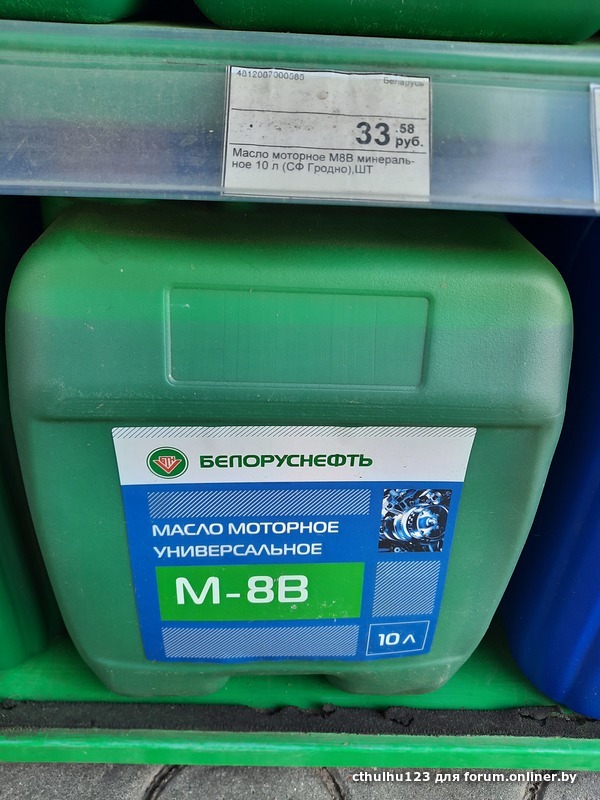 4812007000585
Беларусь
33.58
руб.
Масло моторное М8В минераль-
ное 10 л (СФ Гродно),ШТ
БЕЛОРУСНЕФТЬ
МАСЛО МОТОРНОЕ
УНИВЕРСАЛЬНОЕ
М-8В
10 л
cthulhu123 для forum.onliner.by